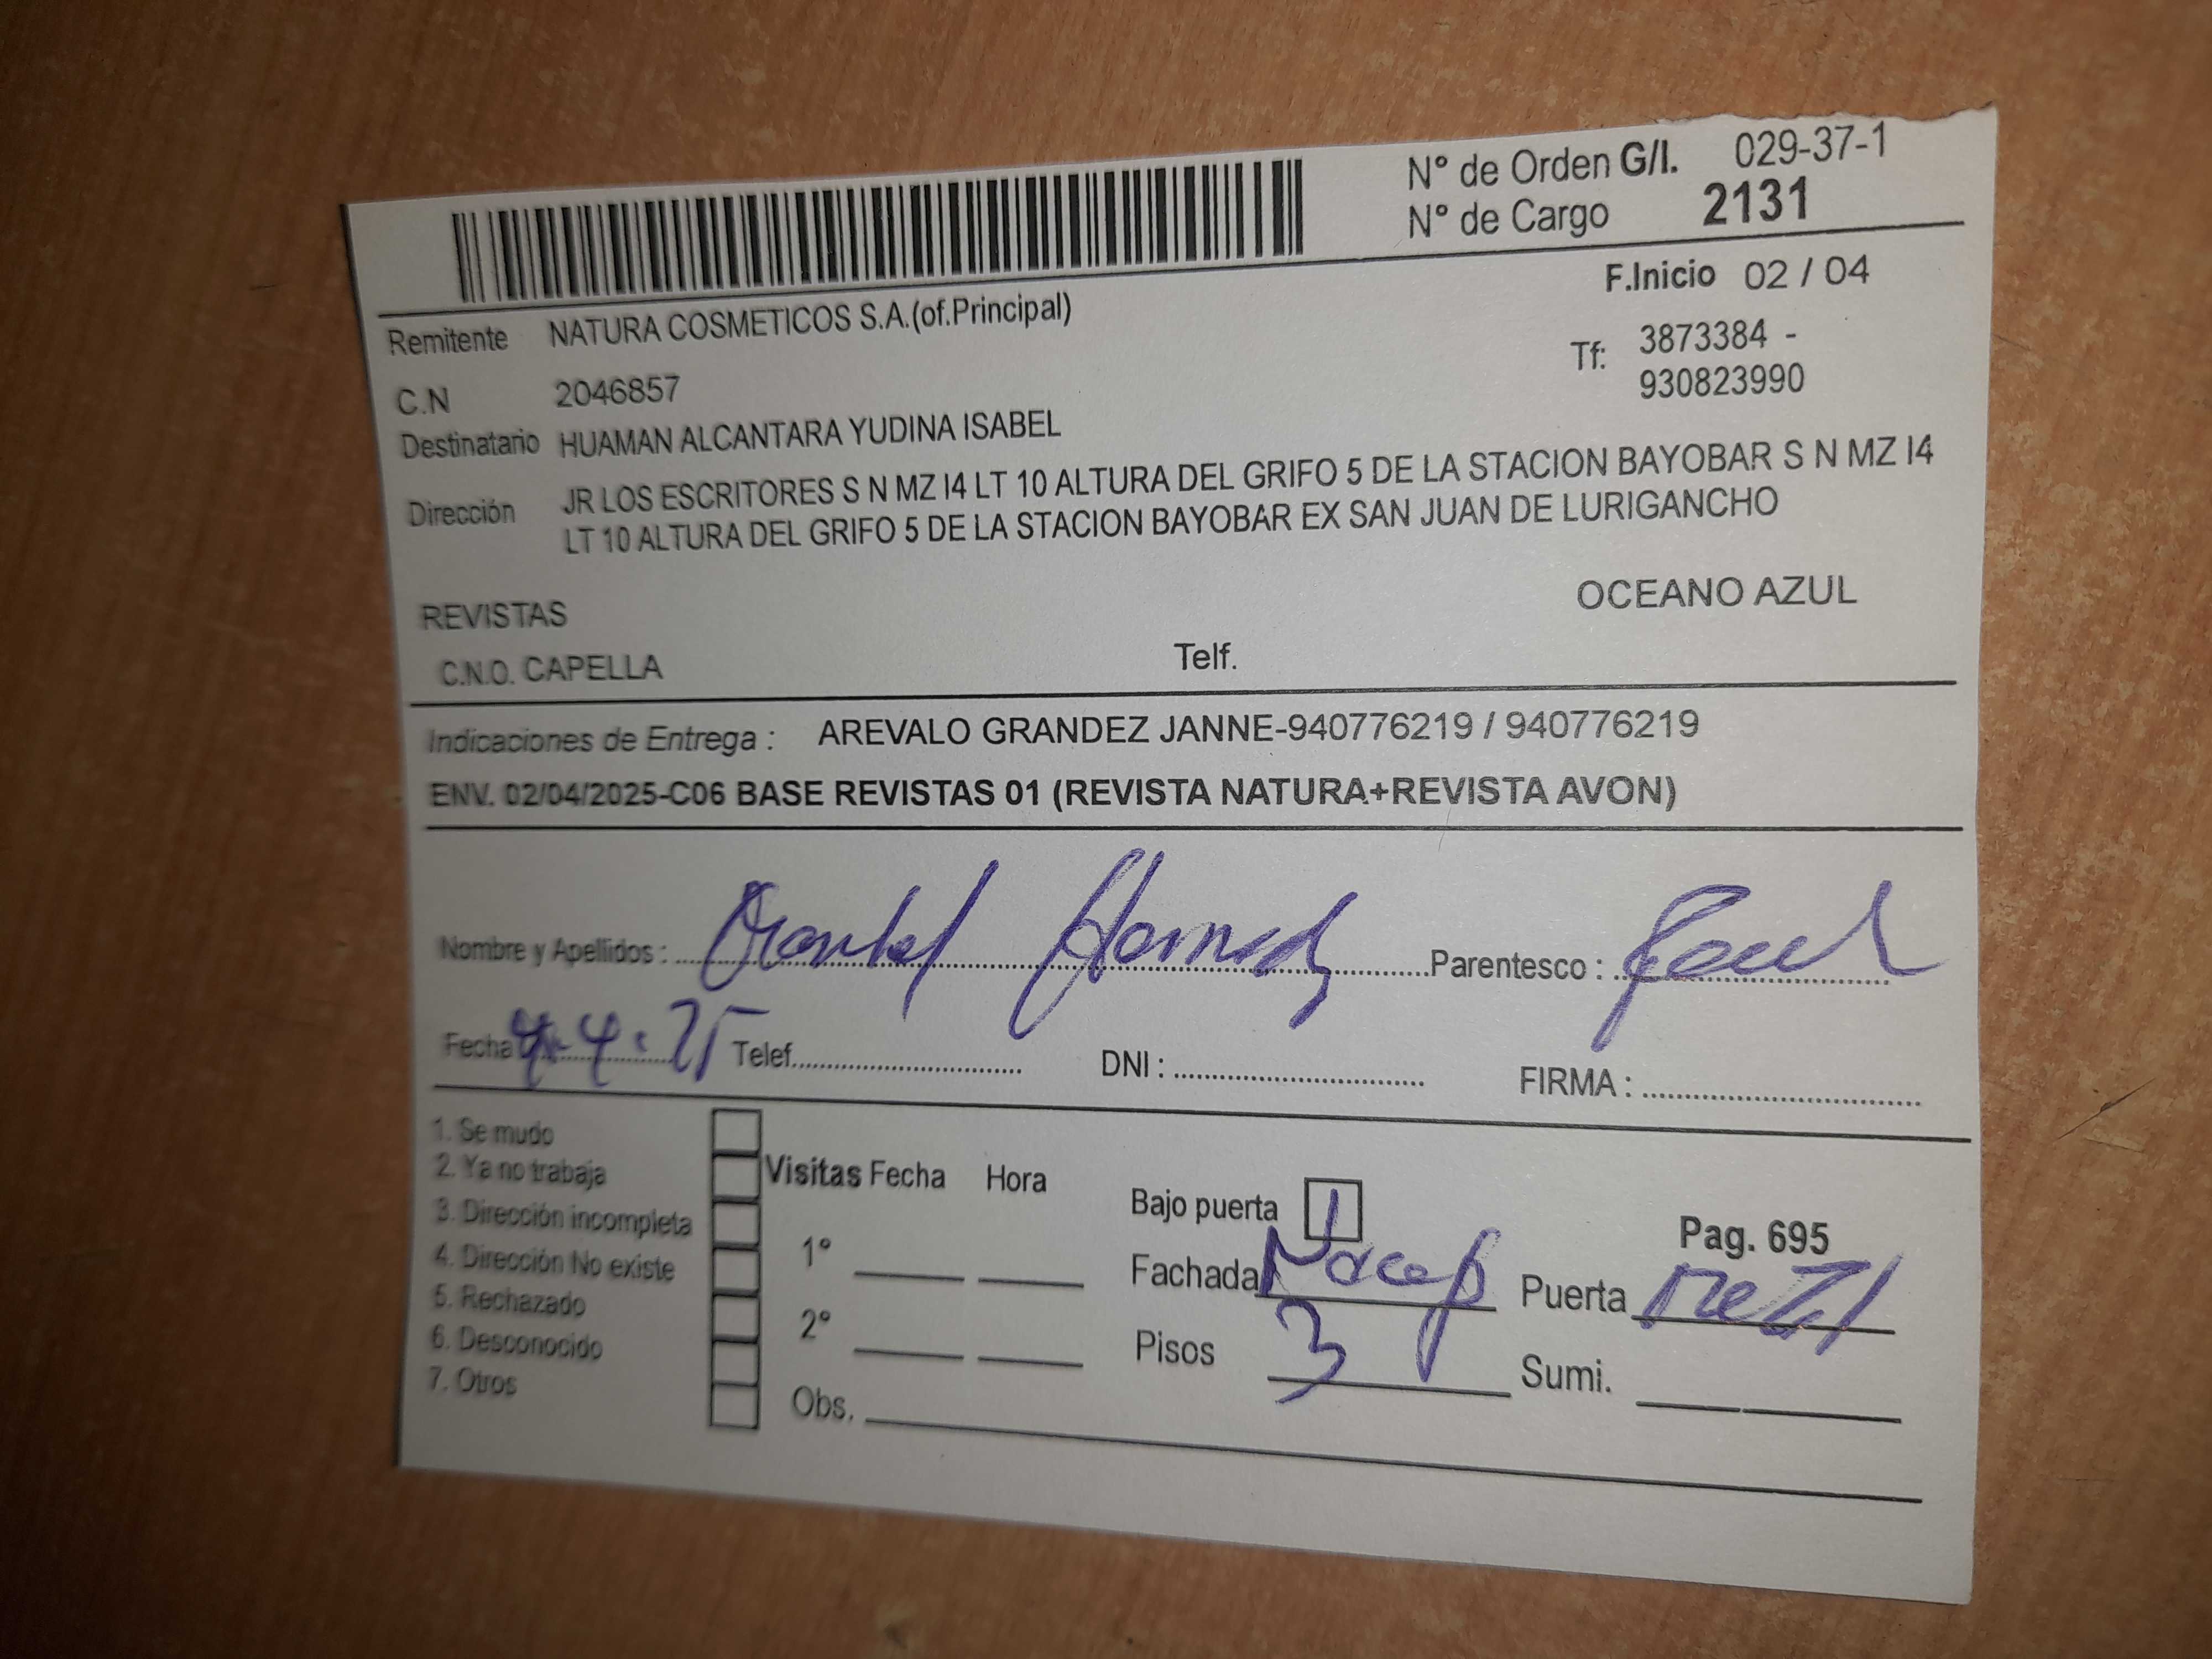 N° de Orden G/I. 029-37-1
N° de Cargo 2131
F.Inicio 02 / 04
Remitente NATURA COSMETICOS S.A.(of.Principal)
Tf: 3873384 -
930823990
C.N 2046857
Destinatario HUAMAN ALCANTARA YUDINA ISABEL
Dirección JR LOS ESCRITORES S N MZ I4 LT 10 ALTURA DEL GRIFO 5 DE LA STACION BAYOBAR S N MZ I4
LT 10 ALTURA DEL GRIFO 5 DE LA STACION BAYOBAR EX SAN JUAN DE LURIGANCHO
REVISTAS OCEANO AZUL
C.N.O. CAPELLA Telf.
Indicaciones de Entrega : AREVALO GRANDEZ JANNE-940776219 / 940776219
ENV. 02/04/2025-C06 BASE REVISTAS 01 (REVISTA NATURA+REVISTA AVON)
Nombre y Apellidos : Parentesco :
Fecha 4-4-25 Telef. DNI : FIRMA :
1. Se mudo
2. Ya no trabaja
3. Dirección incompleta
4. Dirección No existe
5. Rechazado
6. Desconocido
7. Otros
Visitas Fecha Hora
1°
2°
Obs.
Bajo puerta
Pag. 695
Fachada Puerta
Pisos 3 Sumi.